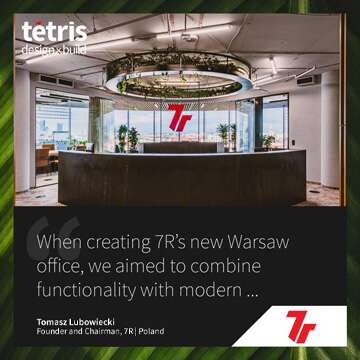 tétris
design x build
7r
When creating 7R's new Warsaw
office, we aimed to combine
functionality with modern ...
Tomasz Lubowiecki
Founder and Chairman, 7R| Poland
7r